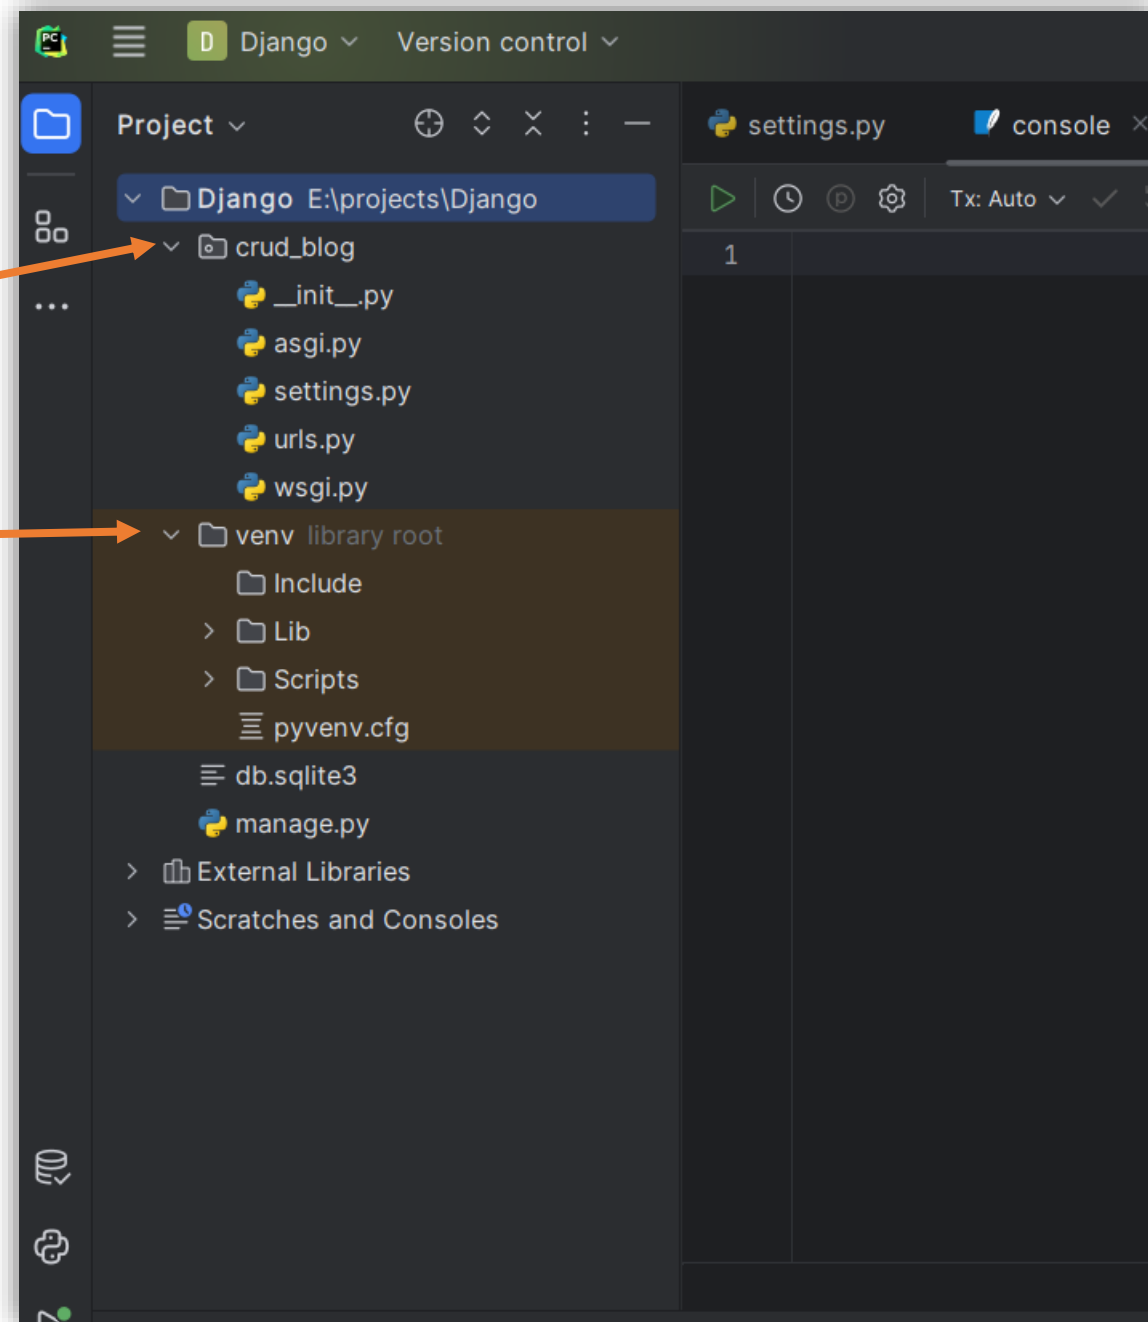 PC
D Django Version control
Project
settings.py console
Django E:\projects\Django
Tx: Auto
crud_blog
1
__init__.py
asgi.py
settings.py
urls.py
wsgi.py
venv library root
Include
Lib
Scripts
pyvenv.cfg
db.sqlite3
manage.py
External Libraries
Scratches and Consoles